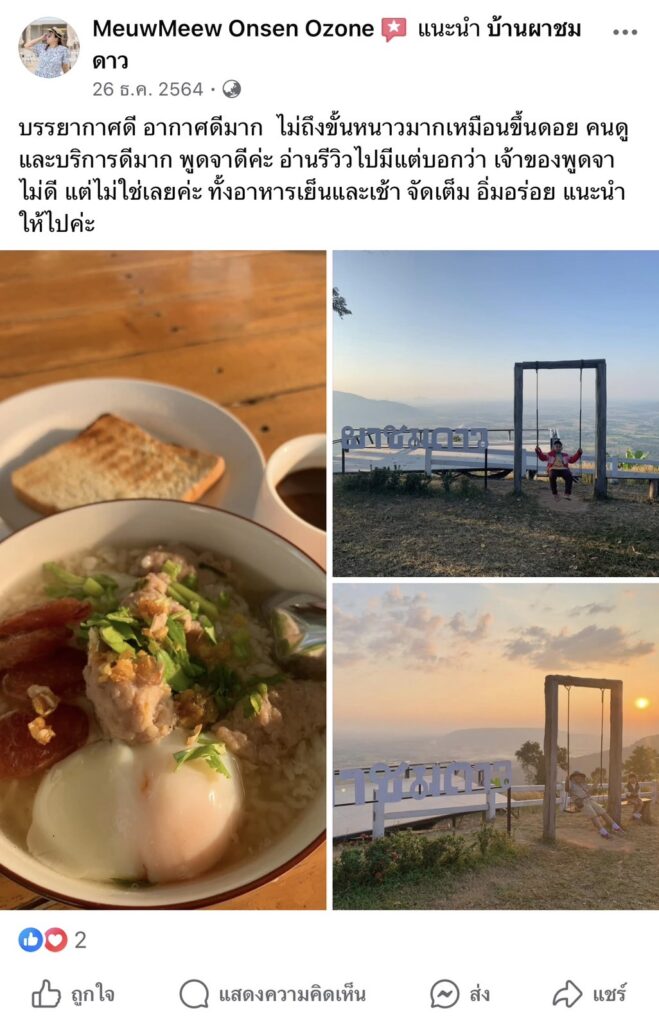 MeuwMeew Onsen Ozone แนะนำ บ้านผาชม
ดาว
26 ธ.ค. 2564 ·
บรรยากาศดี อากาศดีมาก ไม่ถึงขั้นหนาวมากเหมือนขึ้นดอย คนดู
และบริการดีมาก พูดจาดีค่ะ อ่านรีวิวไปมีแต่บอกว่า เจ้าของพูดจา
ไม่ดี แต่ไม่ใช่เลยค่ะ ทั้งอาหารเย็นและเช้า จัดเต็ม อิ่มอร่อย แนะนำ
ให้ไปค่ะ
ผาชมดาว
าชมดาว
2
ถูกใจ
แสดงความคิดเห็น
ส่ง
แชร์